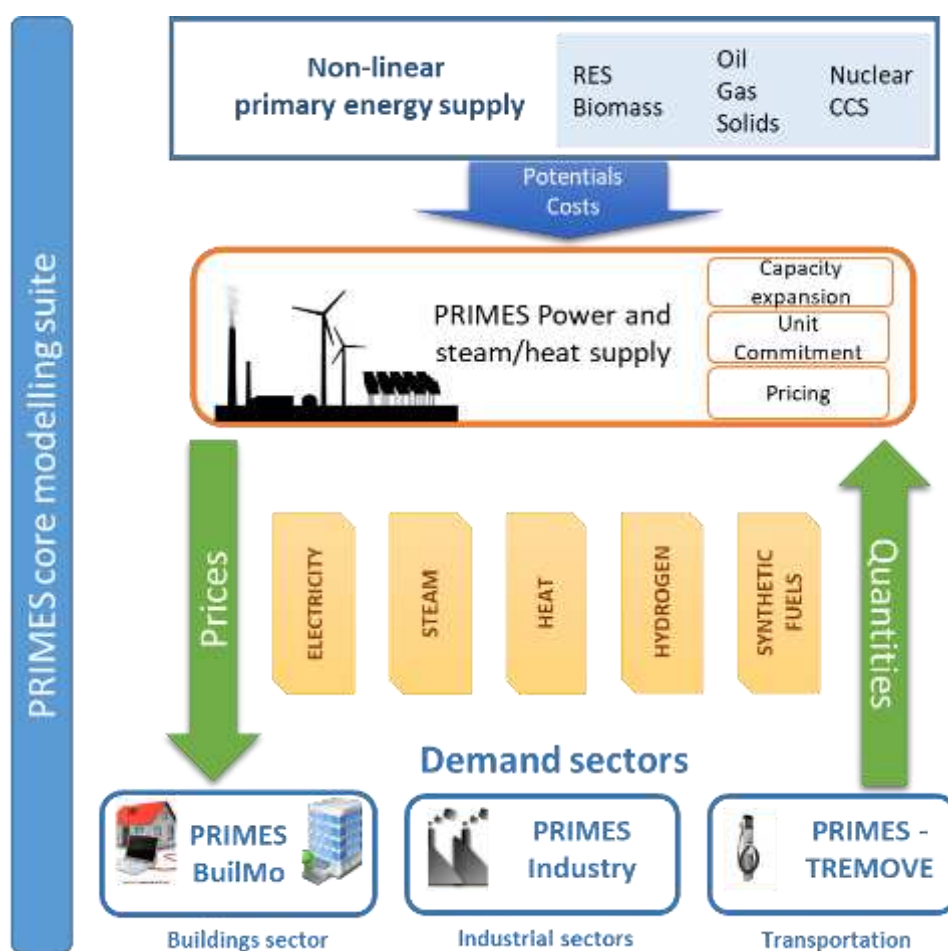 PRIMES core modelling suite
Non-linear
primary energy supply
RES
Biomass
Oil
Gas
Solids
Nuclear
CCS
Potentials
Costs
PRIMES Power and
steam/heat supply
Capacity
expansion
Unit
Commitment
Pricing
Prices
ELECTRICITY
STEAM
HEAT
HYDROGEN
SYNTHETIC
FUELS
Quantities
Demand sectors
PRIMES
BuilMo
PRIMES
Industry
PRIMES -
TREMOVE
Buildings sector
Industrial sectors
Transportation